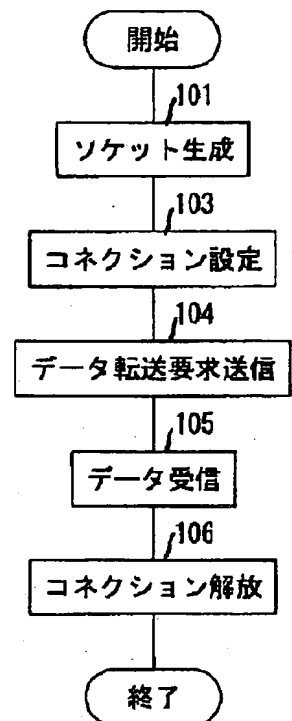 開始
101
ソケット生成
103
コネクション設定
104
データ転送要求送信
105
データ受信
106
コネクション解放
終了